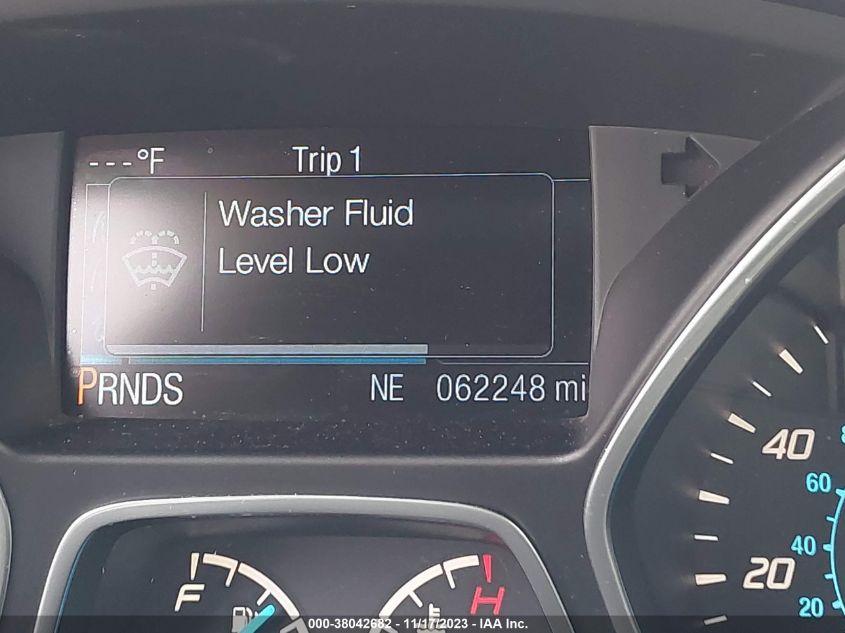 ---°F Trip 1
Washer Fluid
Level Low
PRNDS NE 062248 mi
40
60
40
20
20
F H
000-38042682 - 11/17/2023 - IAA Inc.